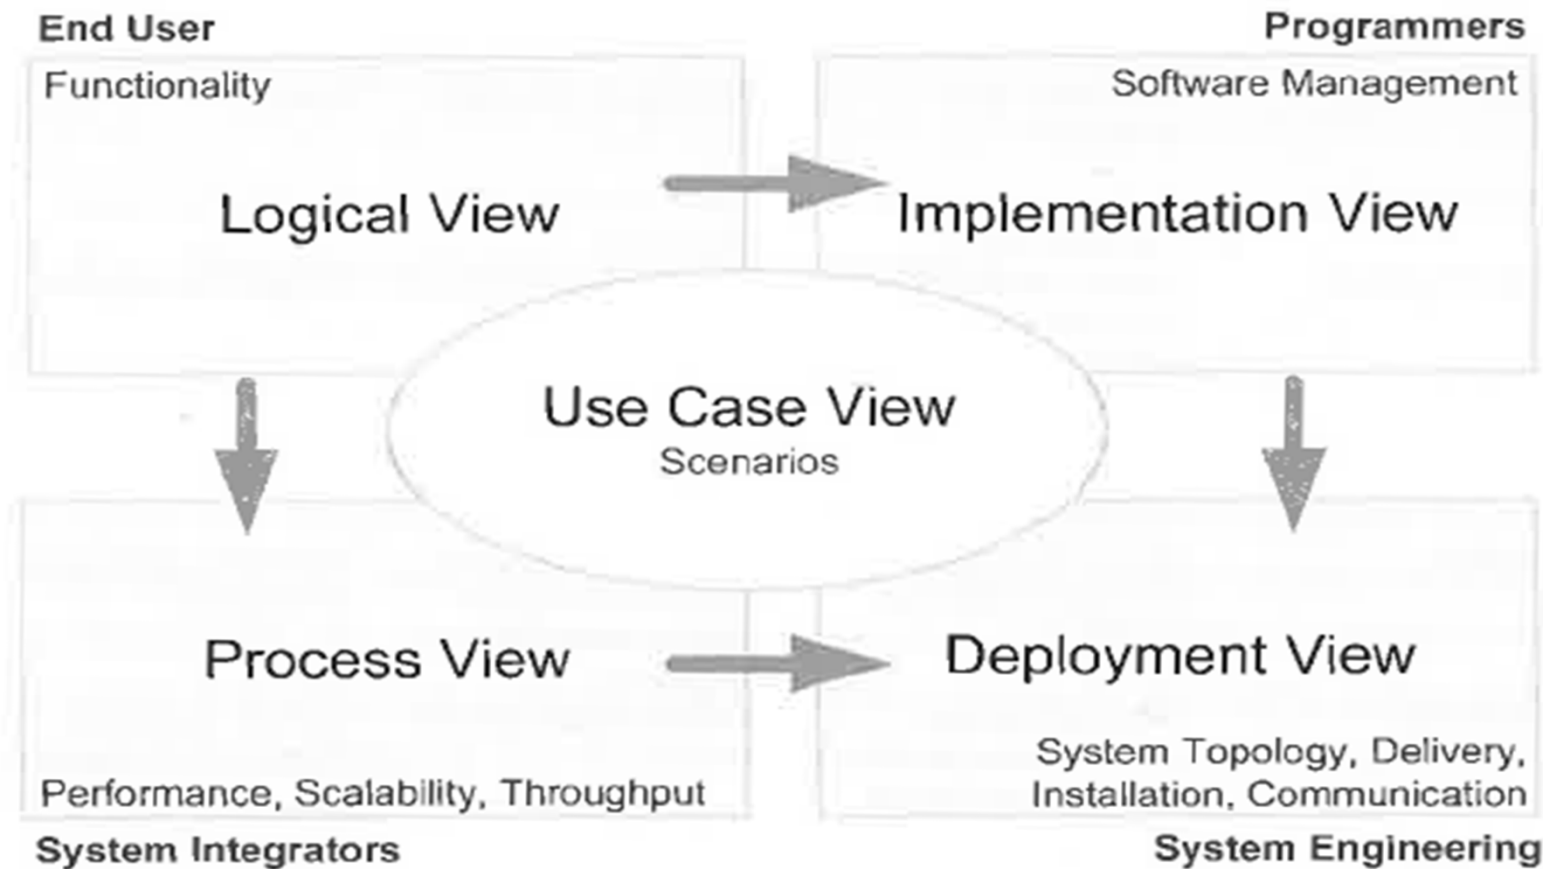 End User
Programmers
Functionality
Software Management
Logical View
Implementation View
Use Case View
Scenarios
Process View
Deployment View
System Topology, Delivery,
Performance, Scalability, Throughput
Installation, Communication
System Integrators
System Engineering